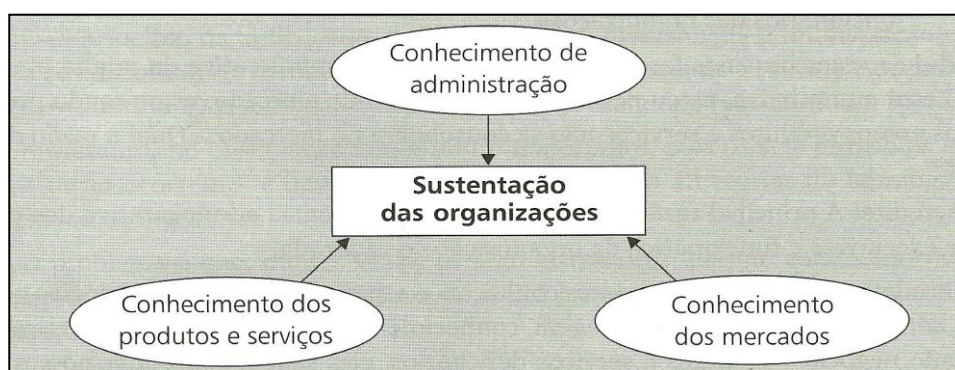 Conhecimento de
administração
Sustentação
das organizações
Conhecimento dos
produtos e serviços
Conhecimento
dos mercados